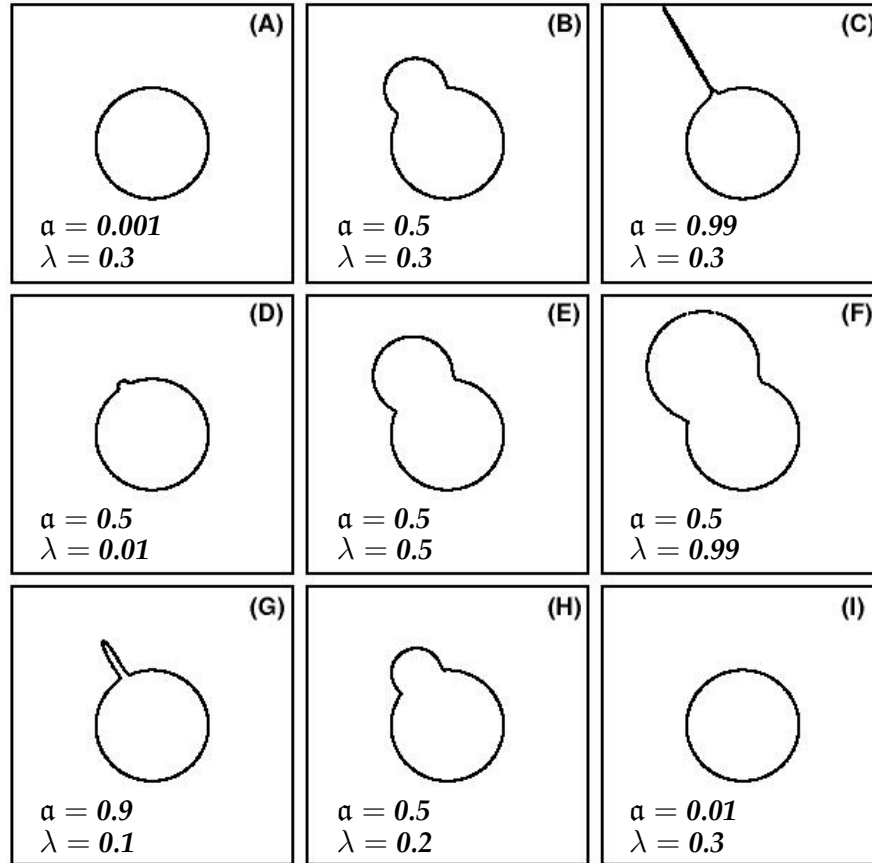 (A)
𝔞 = 0.001
λ = 0.3
(B)
𝔞 = 0.5
λ = 0.3
(C)
𝔞 = 0.99
λ = 0.3
(D)
𝔞 = 0.5
λ = 0.01
(E)
𝔞 = 0.5
λ = 0.5
(F)
𝔞 = 0.5
λ = 0.99
(G)
𝔞 = 0.9
λ = 0.1
(H)
𝔞 = 0.5
λ = 0.2
(I)
𝔞 = 0.01
λ = 0.3